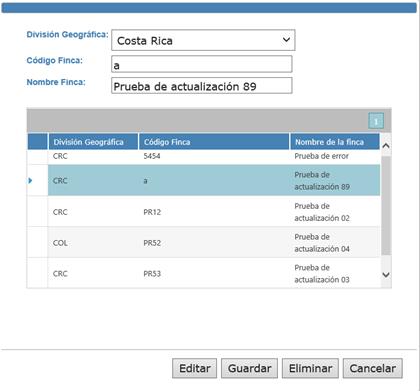 División Geográfica: Costa Rica
Código Finca: a
Nombre Finca: Prueba de actualización 89
1
División Geográfica Código Finca Nombre de la finca
CRC 5454 Prueba de error
CRC a Prueba de
actualización 89
CRC PR12 Prueba de
actualización 02
COL PR52 Prueba de
actualización 04
CRC PR53 Prueba de
actualización 03
Editar Guardar Eliminar Cancelar